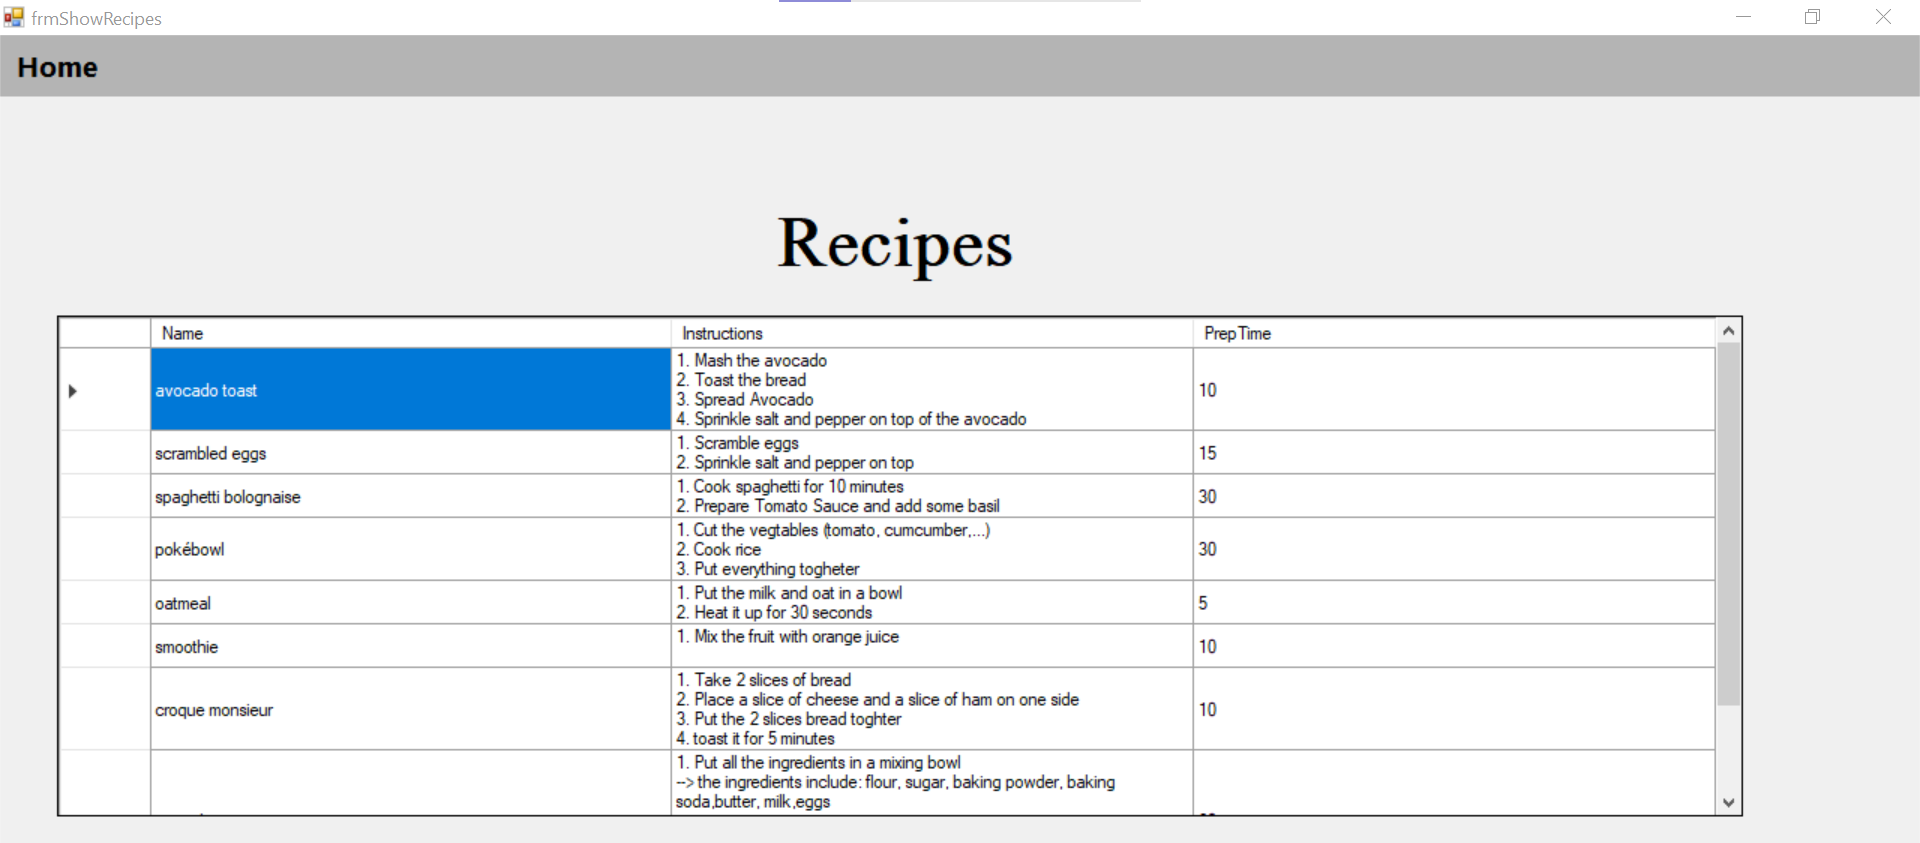 frmShowRecipes
Home
Recipes
Name Instructions PrepTime
avocado toast
1. Mash the avocado
2. Toast the bread
3. Spread Avocado
4. Sprinkle salt and pepper on top of the avocado
10
scrambled eggs
1. Scramble eggs
2. Sprinkle salt and pepper on top
15
spaghetti bolognaise
1. Cook spaghetti for 10 minutes
2. Prepare Tomato Sauce and add some basil
30
pokébowl
1. Cut the vegtables (tomato, cumcumber,...)
2. Cook rice
3. Put everything togheter
30
oatmeal
1. Put the milk and oat in a bowl
2. Heat it up for 30 seconds
5
smoothie
1. Mix the fruit with orange juice
10
croque monsieur
1. Take 2 slices of bread
2. Place a slice of cheese and a slice of ham on one side
3. Put the 2 slices bread toghter
4. toast it for 5 minutes
10
1. Put all the ingredients in a mixing bowl
--> the ingredients include: flour, sugar, baking powder, baking
soda,butter, milk,eggs